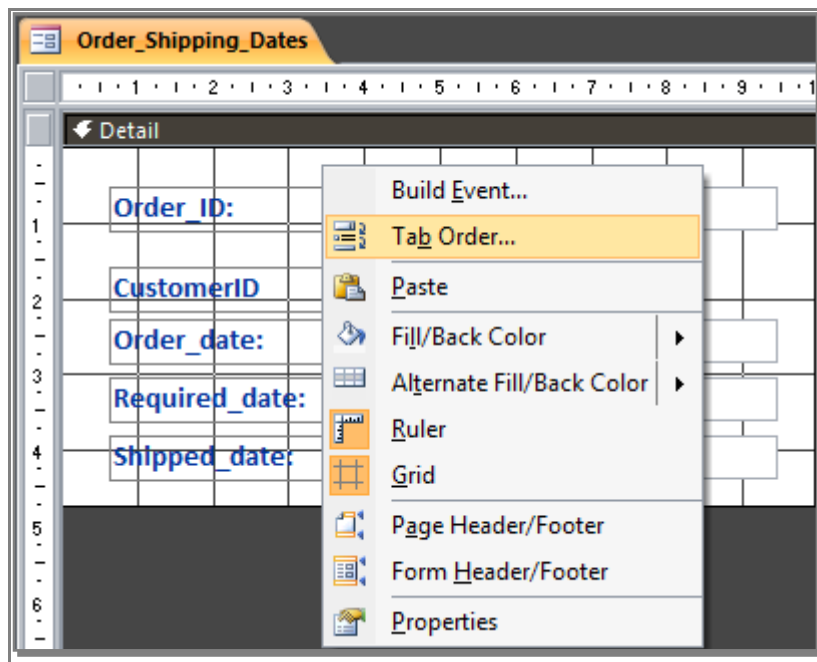 Order_Shipping_Dates
1 2 3 4 5 6 7 8 9 1
Detail
Order_ID:
CustomerID
Order_date:
Required_date:
Shipped_date:
Build Event...
Tab Order...
Paste
Fill/Back Color
Alternate Fill/Back Color
Ruler
Grid
Page Header/Footer
Form Header/Footer
Properties
1
2
3
4
5
6